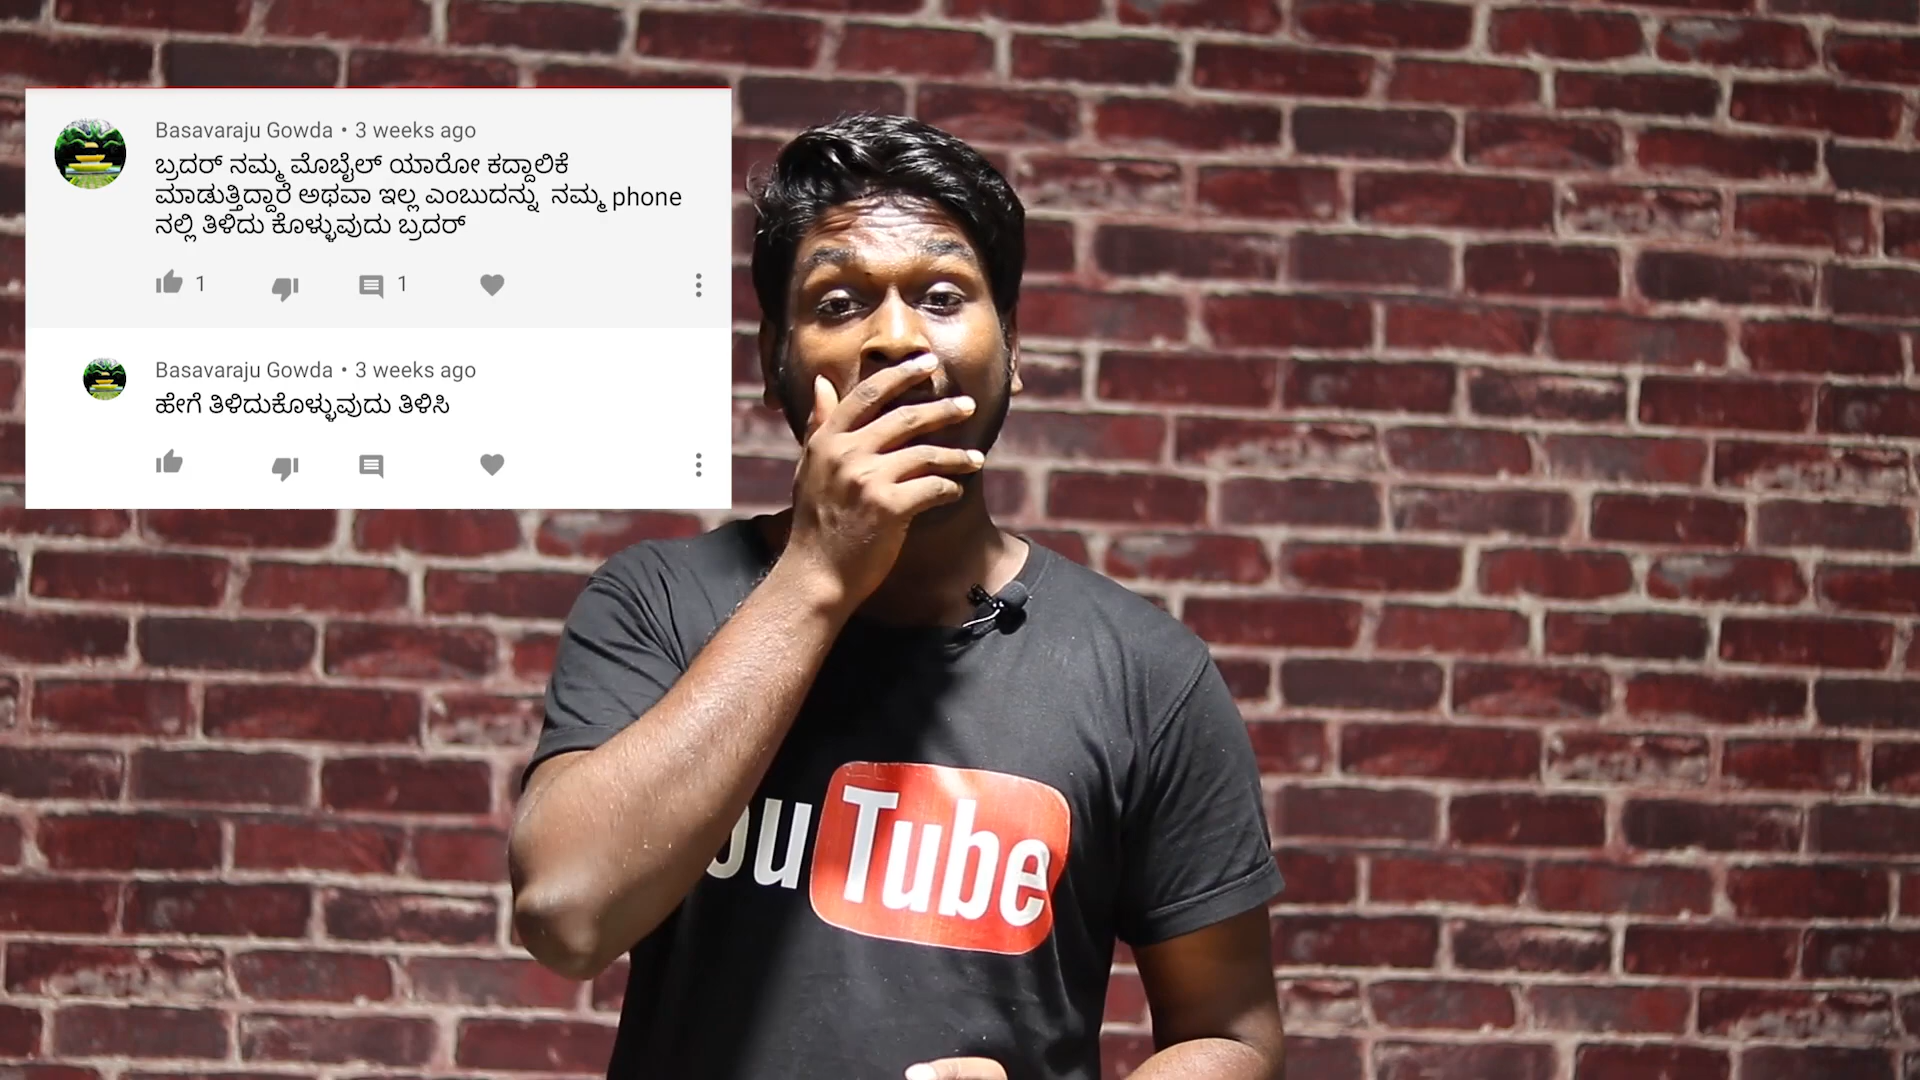 Basavaraju Gowda • 3 weeks ago
ಬ್ರದರ್ ನಮ್ಮ ಮೊಬೈಲ್ ಯಾರೋ ಕದ್ದಾಲಿಕೆ
ಮಾಡುತ್ತಿದ್ದಾರೆ ಅಥವಾ ಇಲ್ಲ ಎಂಬುದನ್ನು ನಮ್ಮ phone
ನಲ್ಲಿ ತಿಳಿದು ಕೊಳ್ಳುವುದು ಬ್ರದರ್
1 1
Basavaraju Gowda • 3 weeks ago
ಹೇಗೆ ತಿಳಿದುಕೊಳ್ಳುವುದು ತಿಳಿಸಿ
ouTube